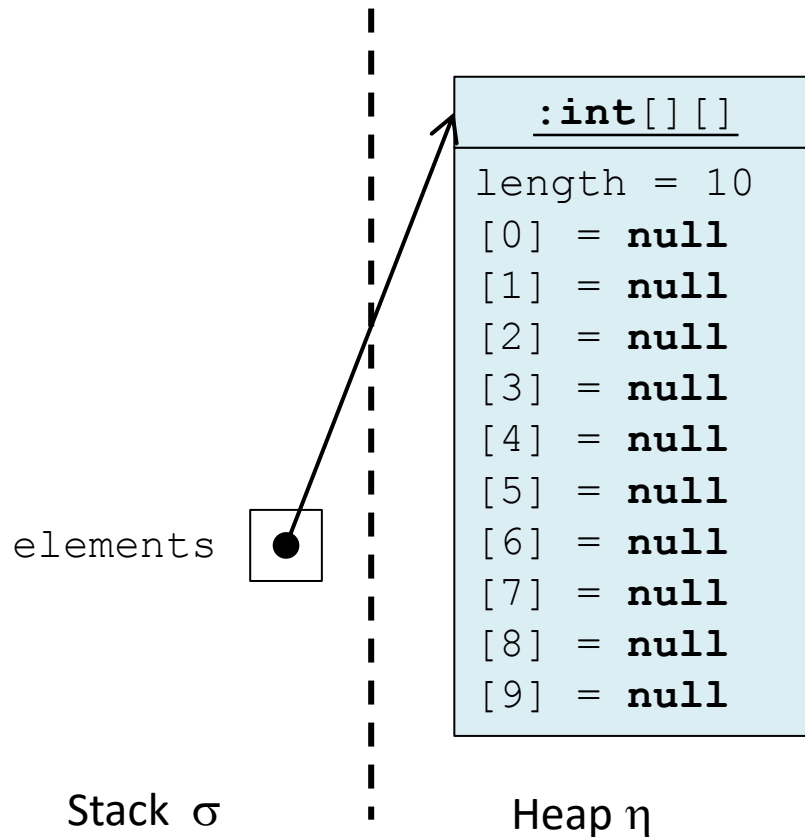 :int[][]
length = 10
[0] = null
[1] = null
[2] = null
[3] = null
[4] = null
[5] = null
[6] = null
[7] = null
[8] = null
[9] = null
elements
Stack σ
Heap η